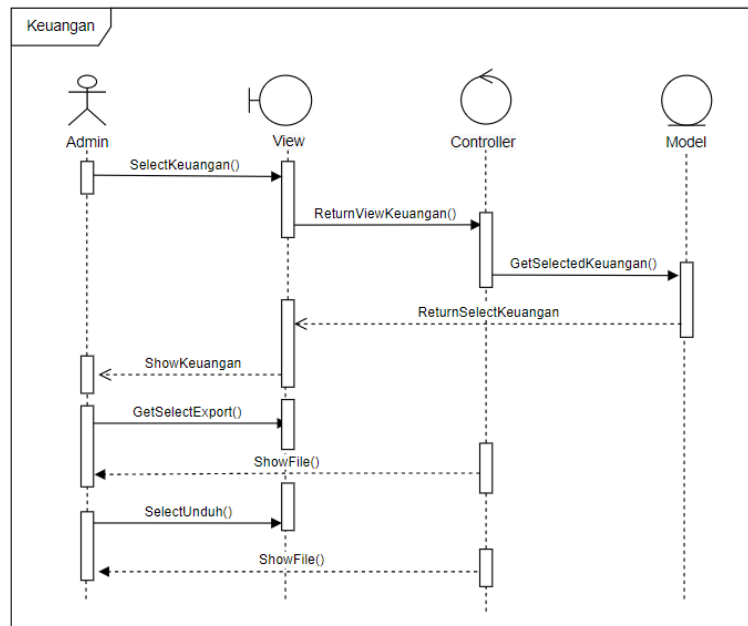 Keuangan
Admin
View
Controller
Model
SelectKeuangan()
ReturnViewKeuangan()
GetSelectedKeuangan()
ReturnSelectKeuangan
ShowKeuangan
GetSelectExport()
ShowFile()
SelectUnduh()
ShowFile()